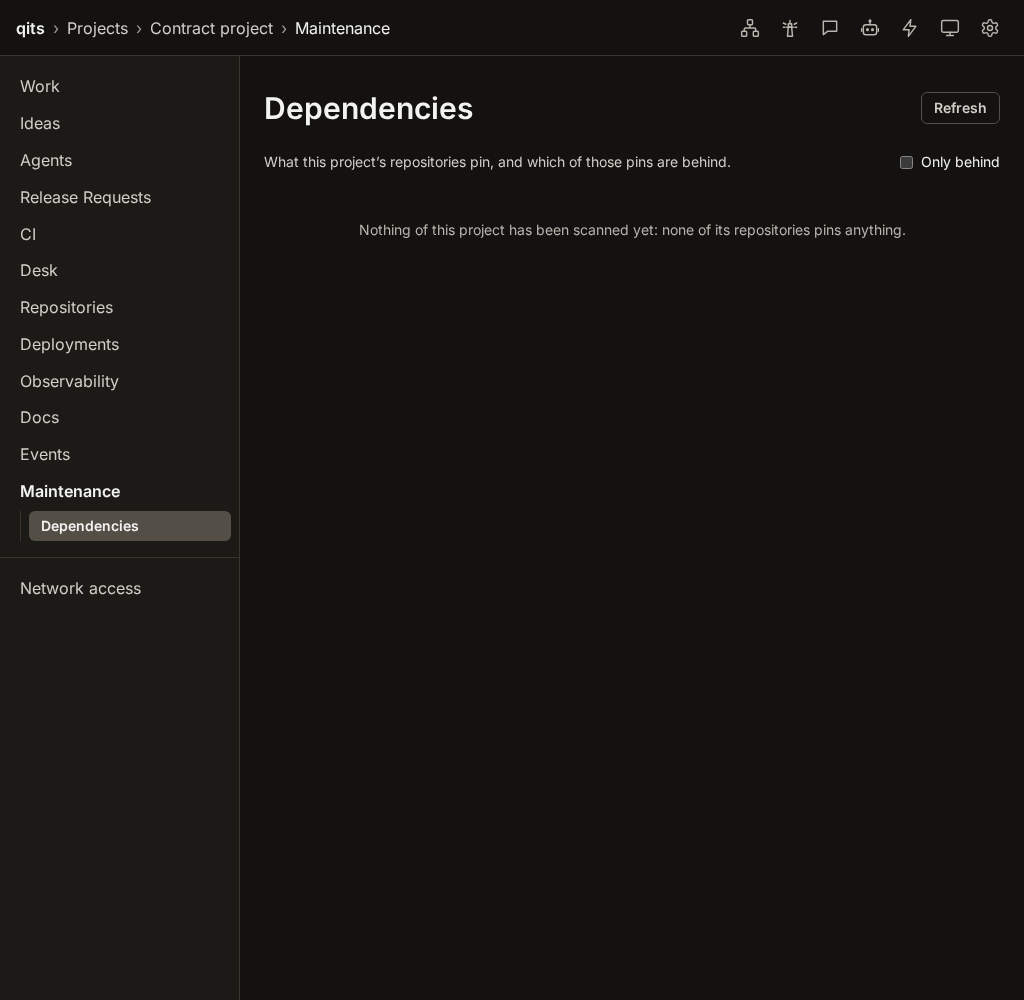 qits › Projects › Contract project › Maintenance
Work
Ideas
Agents
Release Requests
CI
Desk
Repositories
Deployments
Observability
Docs
Events
Maintenance
Dependencies
Network access
Dependencies
Refresh
What this project’s repositories pin, and which of those pins are behind.
Only behind
Nothing of this project has been scanned yet: none of its repositories pins anything.